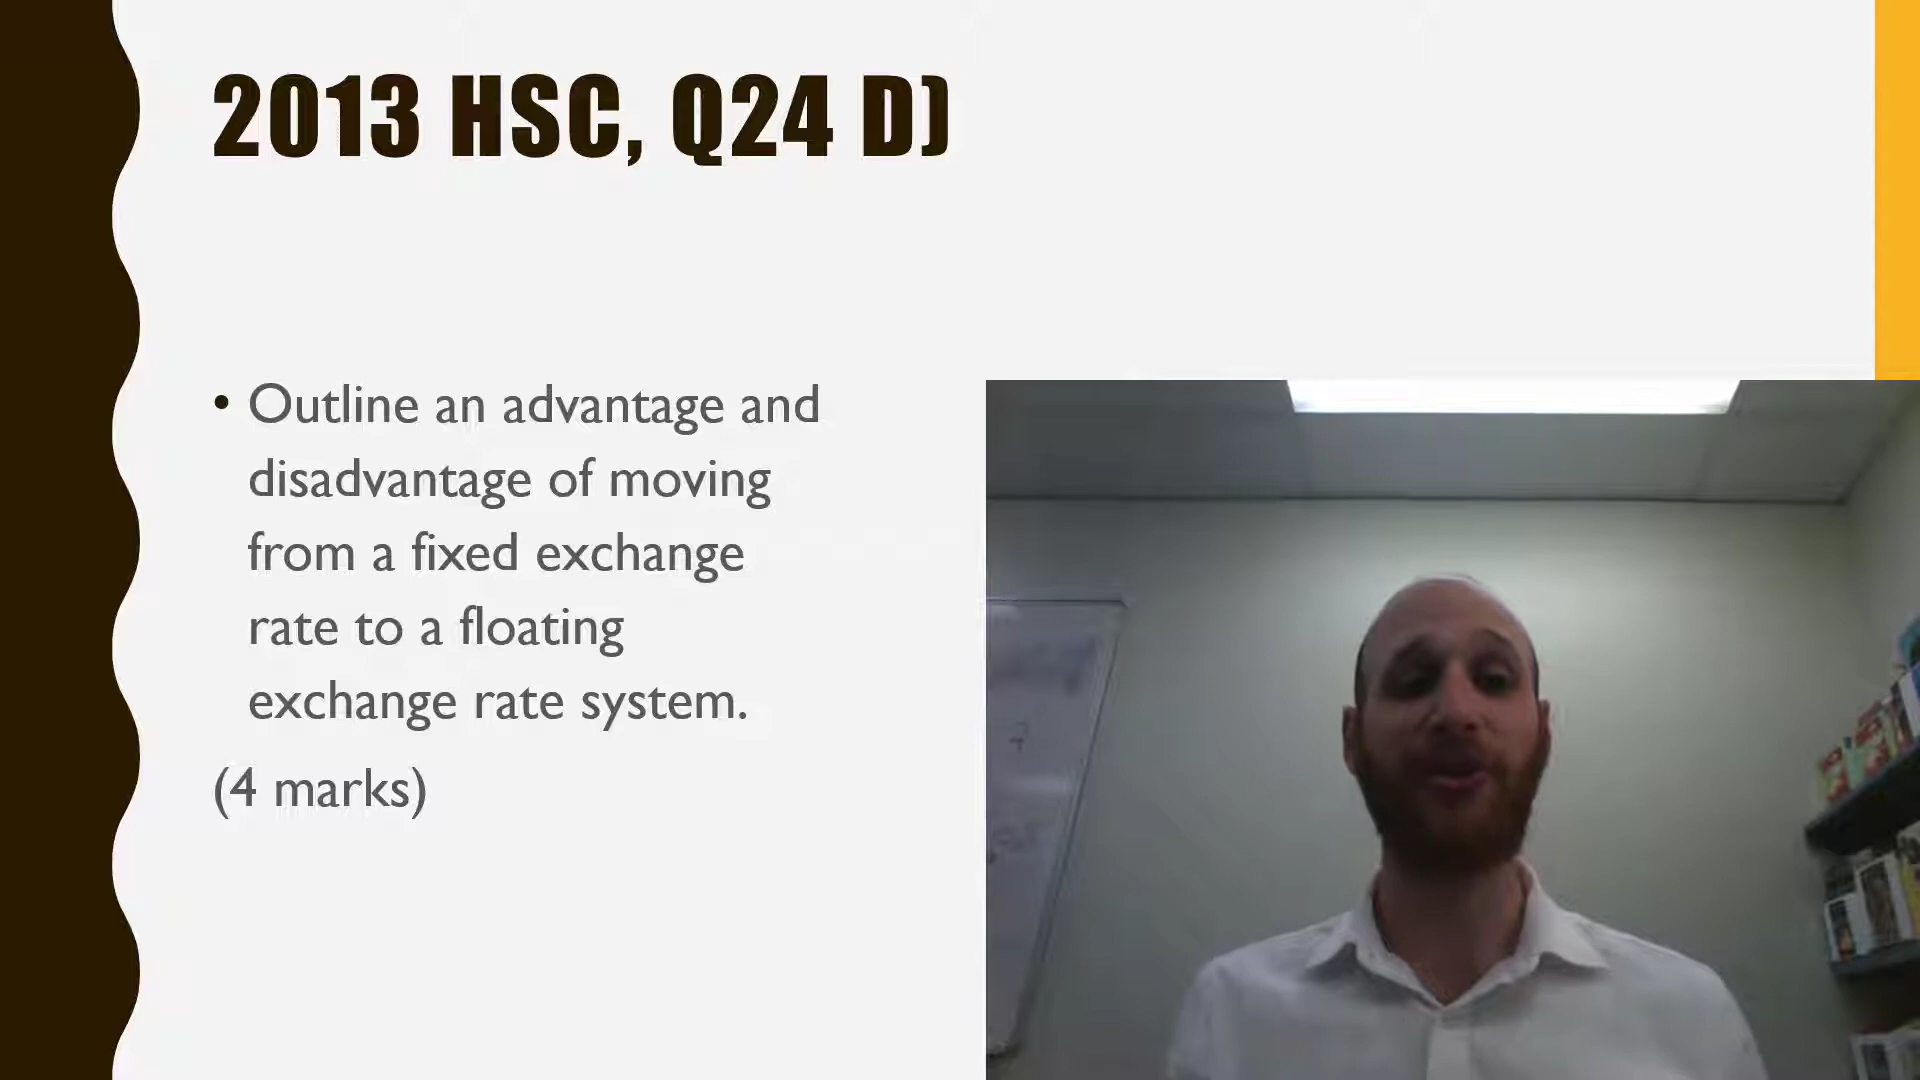 2013 HSC, Q24 D)
• Outline an advantage and
disadvantage of moving
from a fixed exchange
rate to a floating
exchange rate system.
(4 marks)